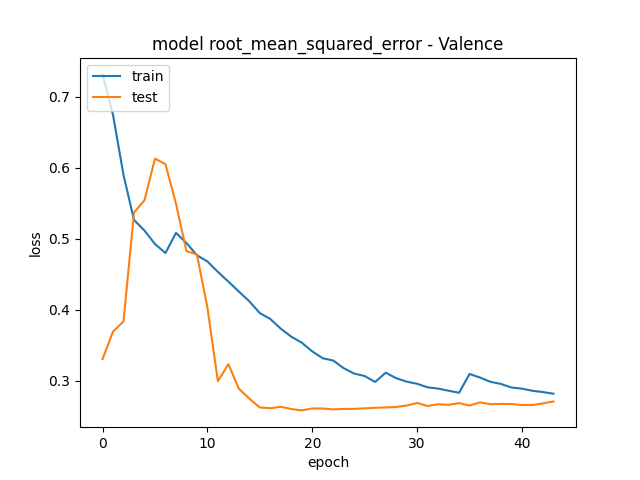 model root_mean_squared_error - Valence
train
test
0.7
0.6
0.5
0.4
0.3
loss
0 10 20 30 40
epoch